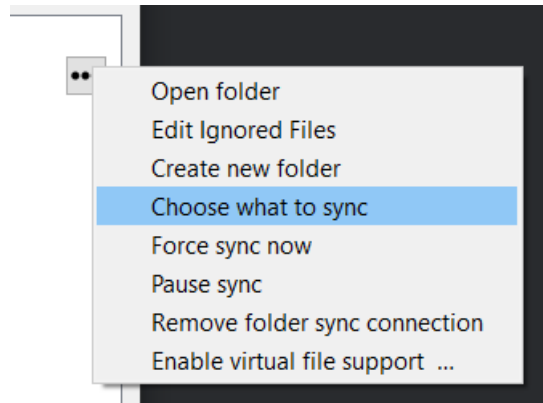 Open folder
Edit Ignored Files
Create new folder
Choose what to sync
Force sync now
Pause sync
Remove folder sync connection
Enable virtual file support ...